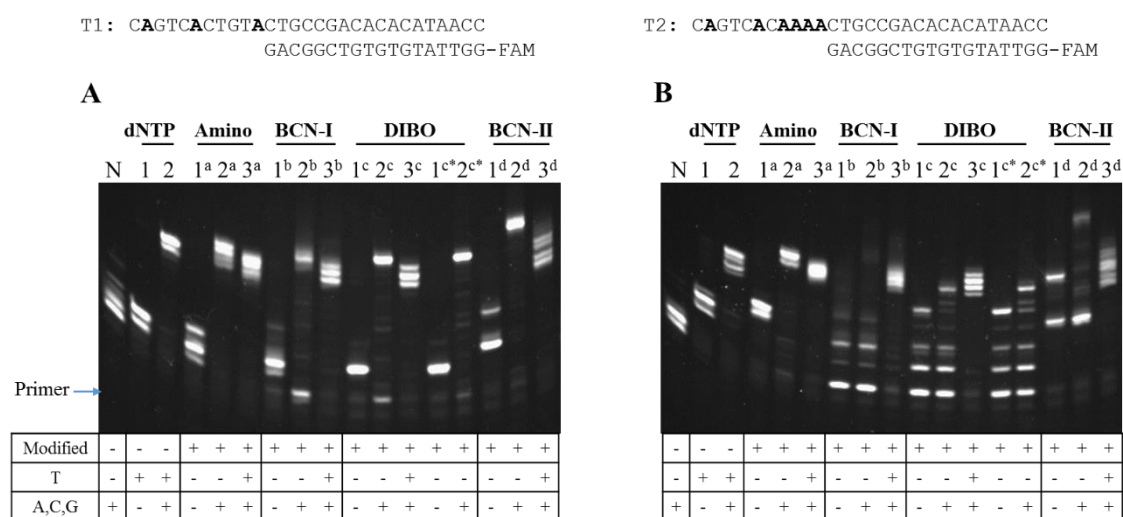 T1: CAGTCACTGTACTGCCGACACACATAACC
GACGGCTGTGTGTATTGG-FAM
T2: CAGTCACAAAACTGCCGACACACATAACC
GACGGCTGTGTGTATTGG-FAM
A
dNTP Amino BCN-I DIBO BCN-II
N 1 2 1a 2a 3a 1b 2b 3b 1c 2c 3c 1c* 2c* 1d 2d 3d
Primer
Modified - - - + + + + + + + + + + + + + +
T - + + - - + - - + - - + - - - - +
A,C,G + - + - + + - + + - + + - + - + +
B
dNTP Amino BCN-I DIBO BCN-II
N 1 2 1a 2a 3a 1b 2b 3b 1c 2c 3c 1c* 2c* 1d 2d 3d
Modified - - - + + + + + + + + + + + + + +
T - + + - - + - - + - - + - - - - +
A,C,G + - + - + + - + + - + + - + - + +